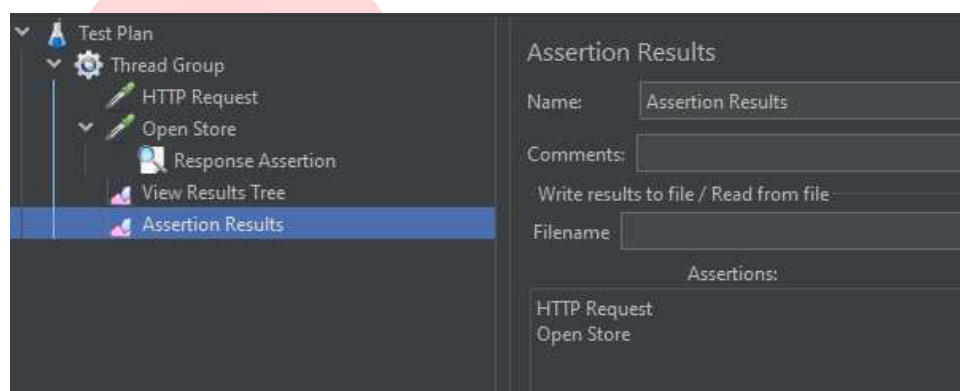 Test Plan
Thread Group
HTTP Request
Open Store
Response Assertion
View Results Tree
Assertion Results
Assertion Results
Name: Assertion Results
Comments:
Write results to file / Read from file
Filename
Assertions:
HTTP Request
Open Store